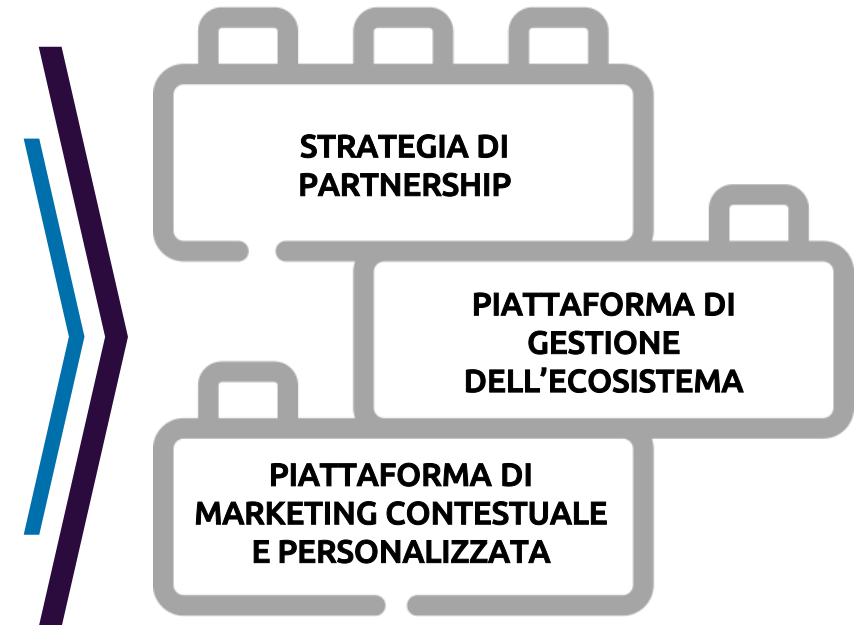 STRATEGIA DI
PARTNERSHIP
PIATTAFORMA DI
GESTIONE
DELL’ECOSISTEMA
PIATTAFORMA DI
MARKETING CONTESTUALE
E PERSONALIZZATA